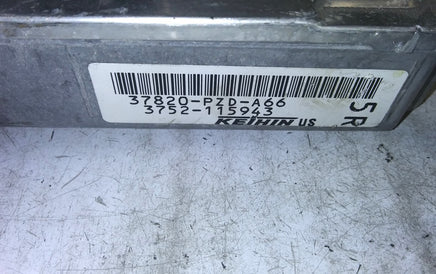 37820-PZD-A66
3752-115943
KEIHIN US
5R